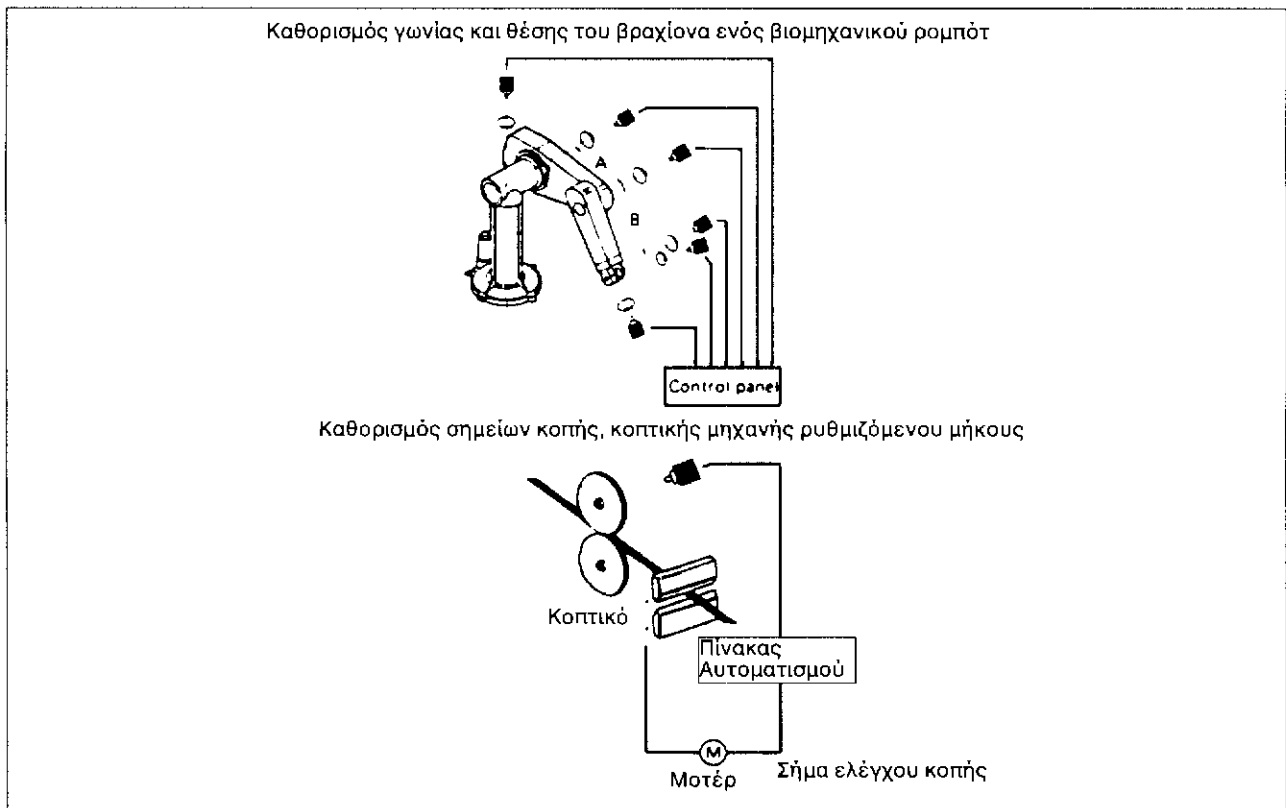 Καθορισμός γωνίας και θέσης του βραχίονα ενός βιομηχανικού ρομπότ
A
B
Control panel
Καθορισμός σημείων κοπής, κοπτικής μηχανής ρυθμιζόμενου μήκους
Κοπτικό
Πίνακας
Αυτοματισμού
M
Μοτέρ
Σήμα ελέγχου κοπής